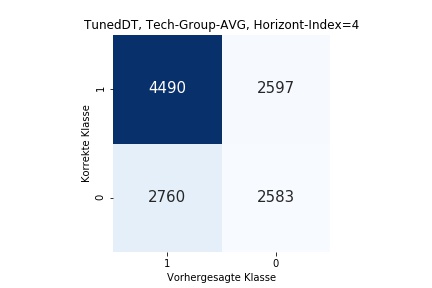 TunedDT, Tech-Group-AVG, Horizont-Index=4
Korrekte Klasse
1
4490 2597
0
2760 2583
1 0
Vorhergesagte Klasse